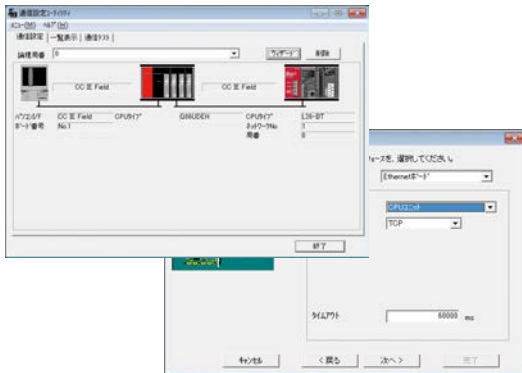 通信設定ユーティリティ
メニュー(M) ヘルプ(H)
通信設定 一覧表示 通信テスト
論理局番 8 ウィザード 削除
CC IE Field CC IE Field
パソコンI/F CC IE Field CPUタイプ Q06UDEH CPUタイプ L26-BT
ボード番号 No.1 ネットワークNo 1
局番 8
終了
ェースを、選択してください。
Ethernetボード
CPUユニット
TCP
タイムアウト 60000 ms
キャンセル < 戻る 次へ > 完了